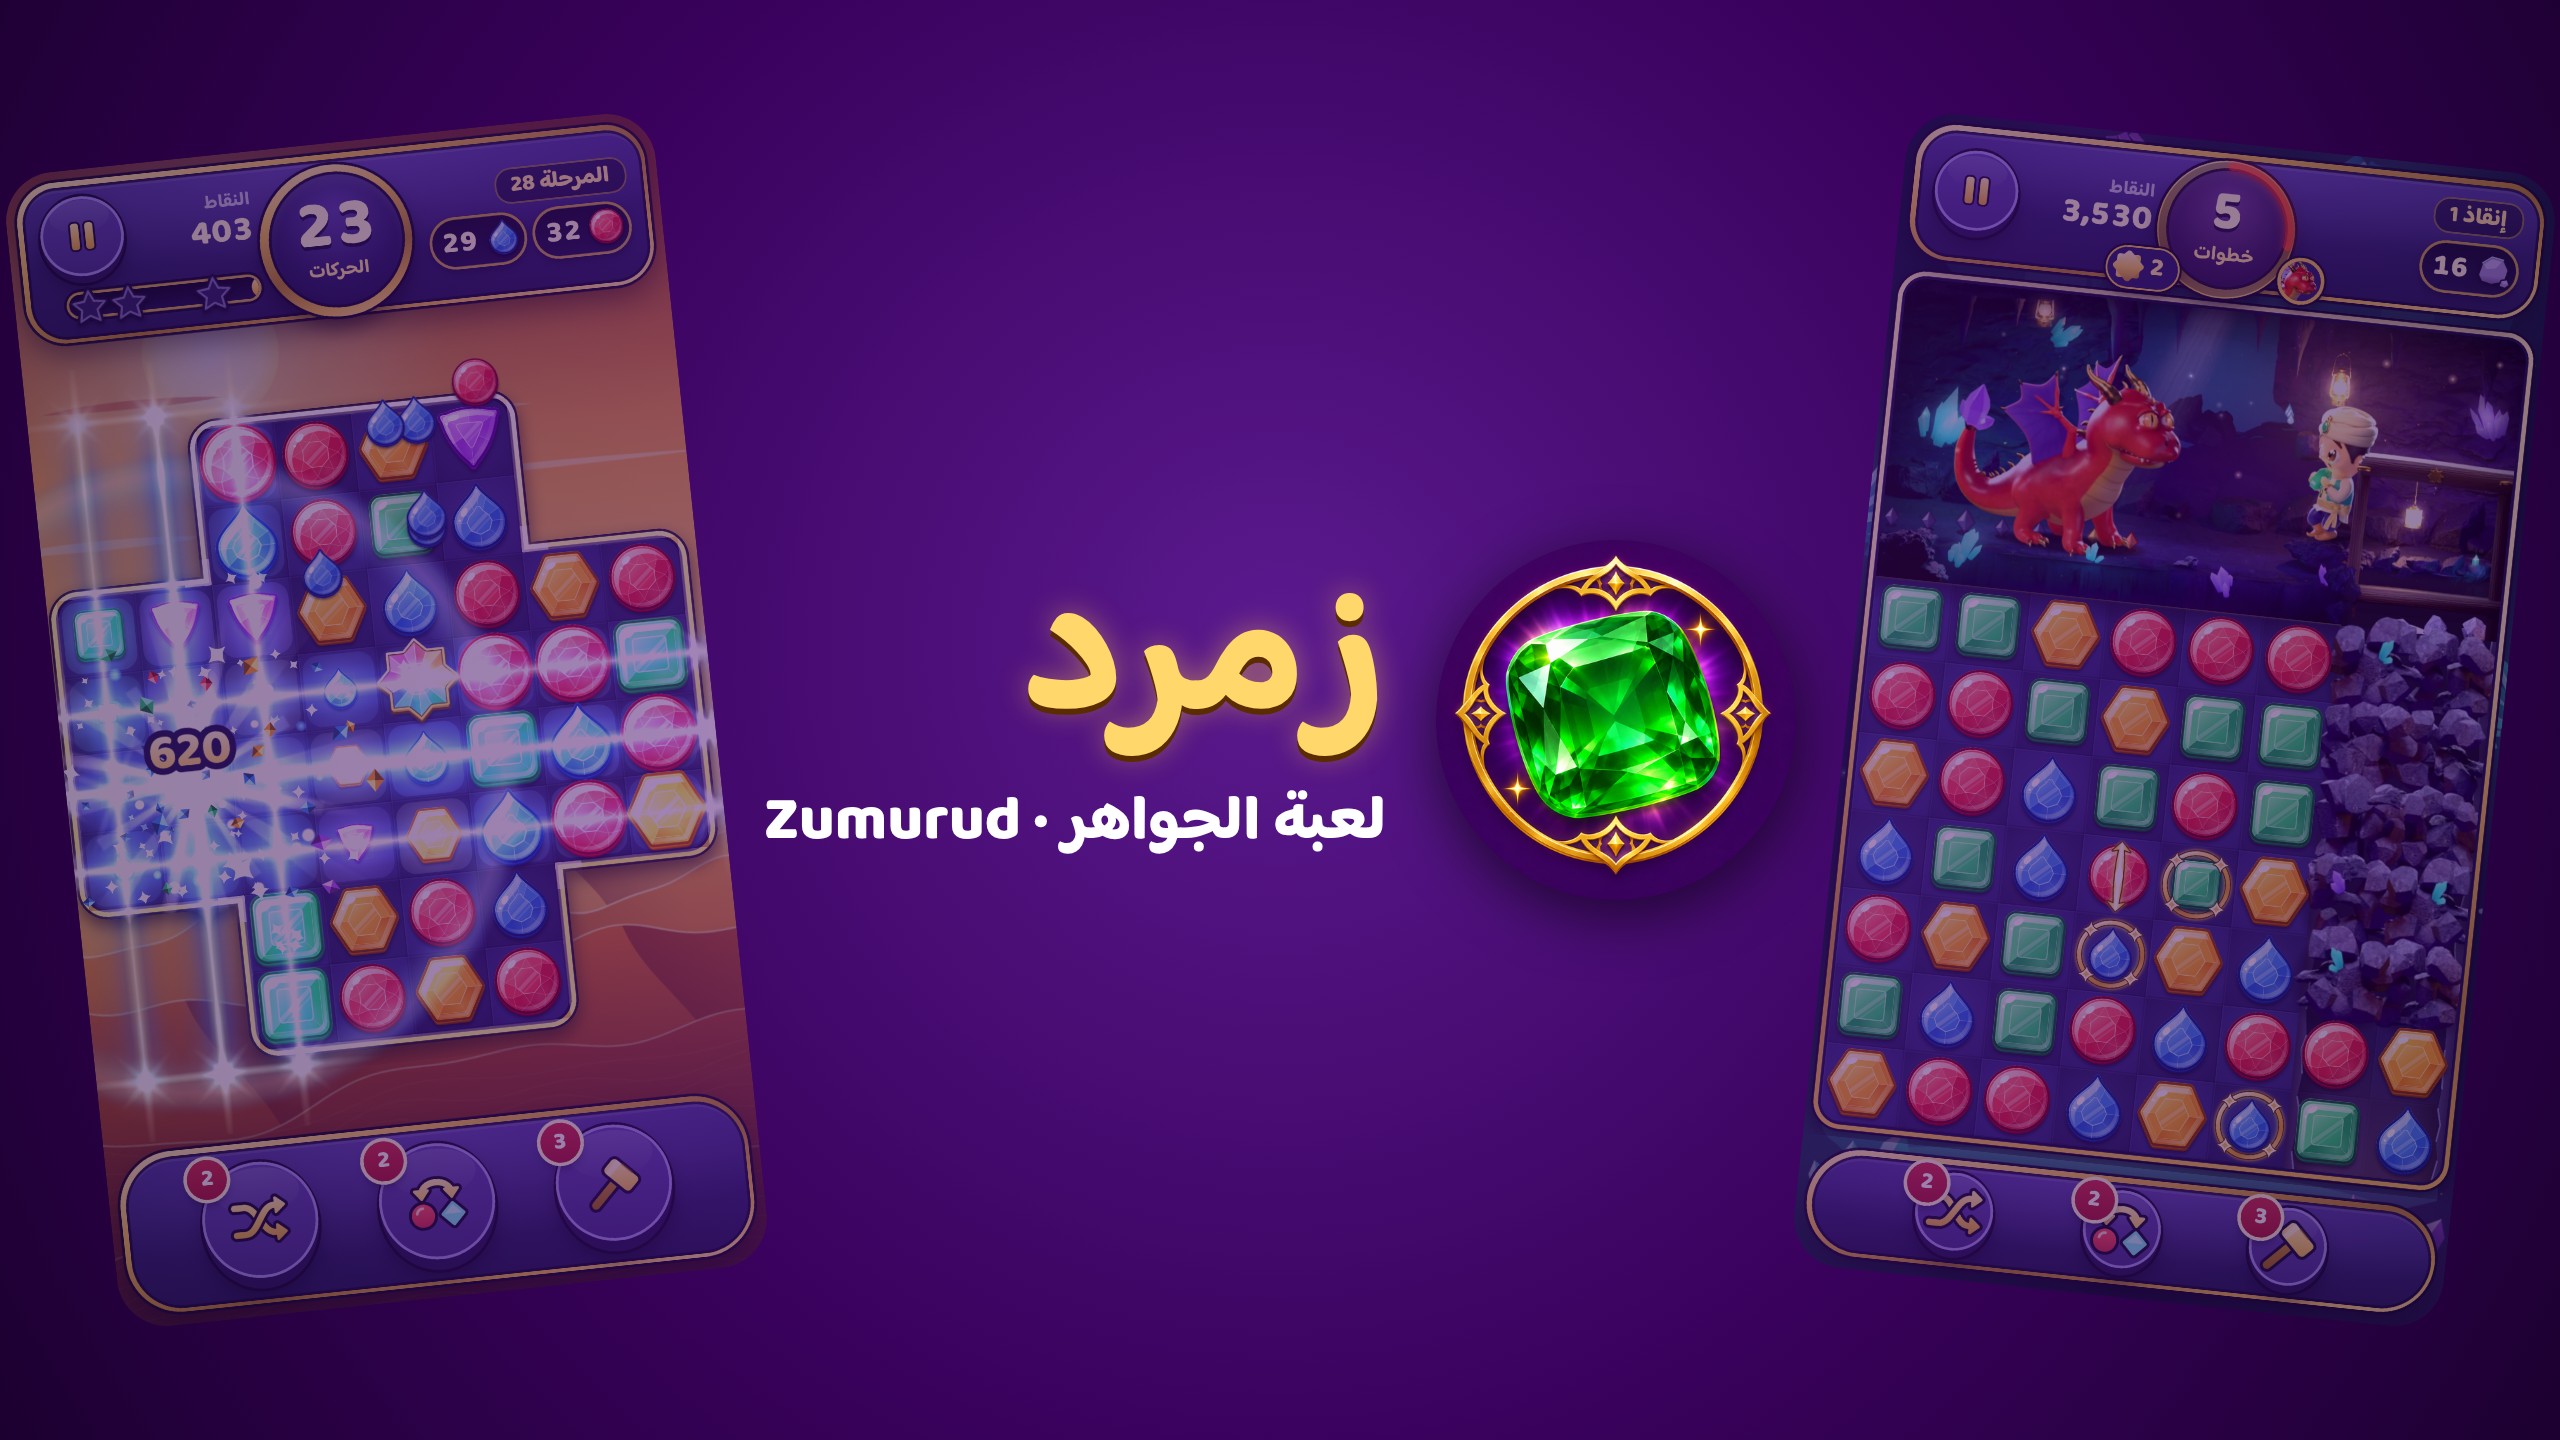 زمرد
لعبة الجواهر · Zumurud
المرحلة 28
النقاط
403
23
الحركات
29
32
620
2
2
3
إنقاذ 1
النقاط
3,530
5
خطوات
2
16
2
2
3